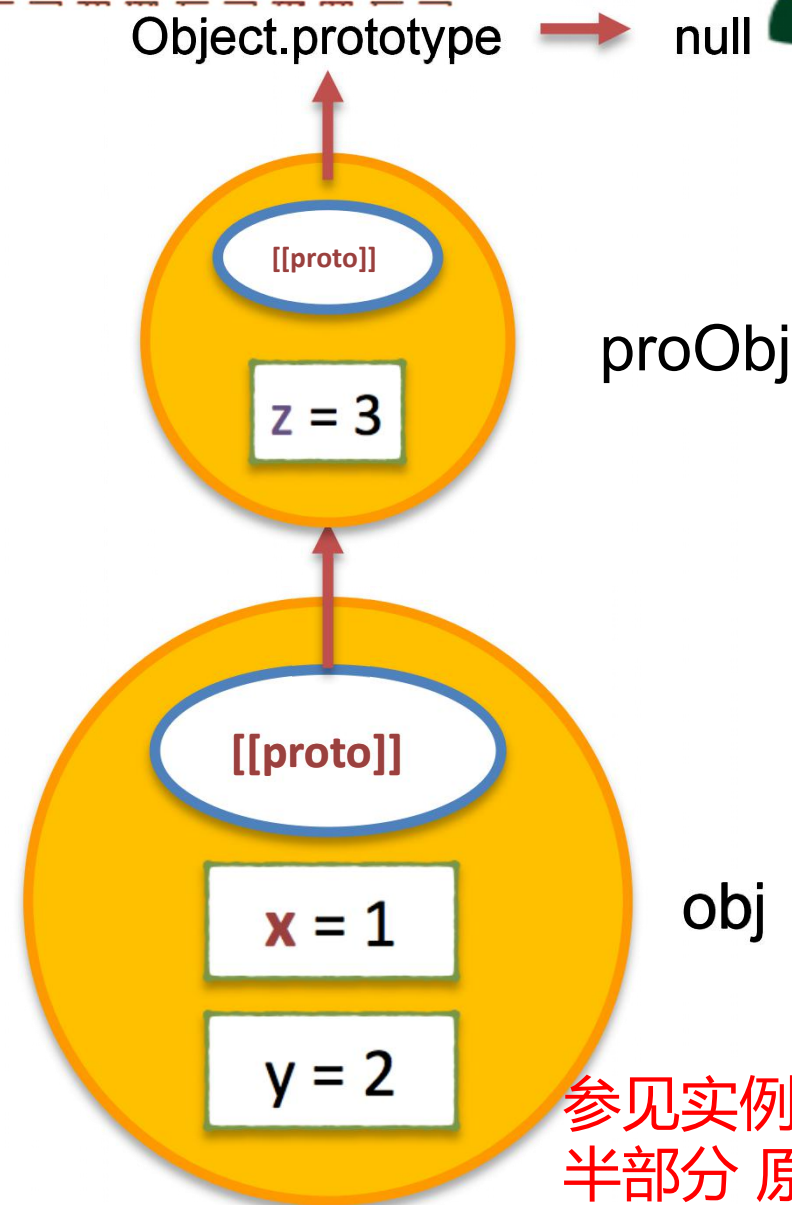 Object.prototype null
[[proto]]
proObj
z = 3
[[proto]]
x = 1
obj
y = 2
参见实例
半部分 原